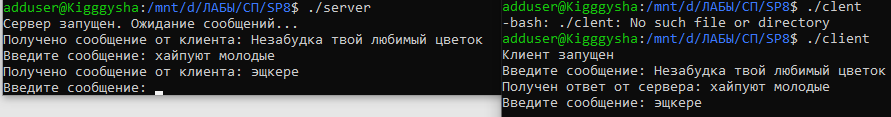 adduser@Kigggysha:/mnt/d/ЛАБЫ/СП/SP8$ ./server
Сервер запущен. Ожидание сообщений...
Получено сообщение от клиента: Незабудка твой любимый цветок
Введите сообщение: хайпуют молодые
Получено сообщение от клиента: эщкере
Введите сообщение:
adduser@Kigggysha:/mnt/d/ЛАБЫ/СП/SP8$ ./clent
-bash: ./clent: No such file or directory
adduser@Kigggysha:/mnt/d/ЛАБЫ/СП/SP8$ ./client
Клиент запущен
Введите сообщение: Незабудка твой любимый цветок
Получен ответ от сервера: хайпуют молодые
Введите сообщение: эщкере